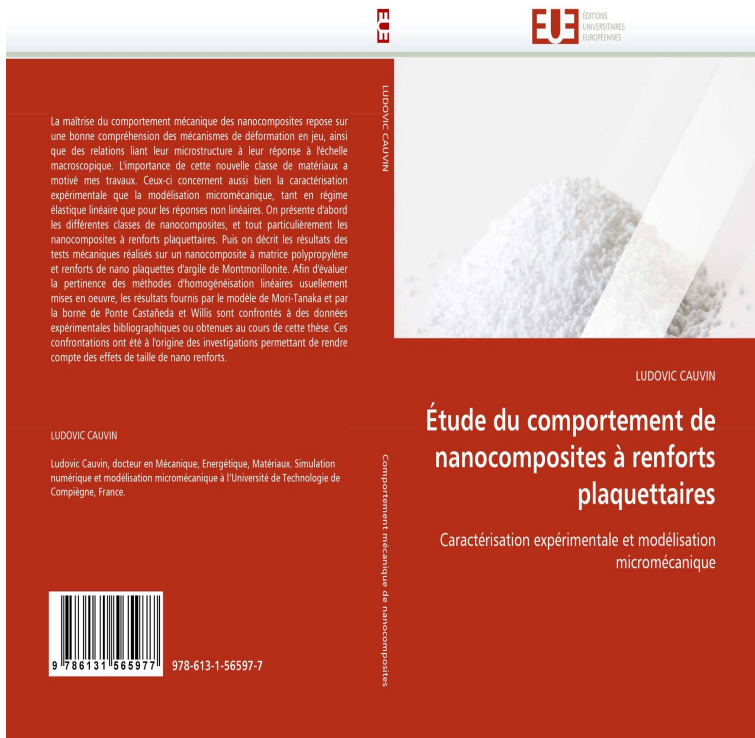 La maîtrise du comportement mécanique des nanocomposites repose sur
une bonne compréhension des mécanismes de déformation en jeu, ainsi
que des relations liant leur microstructure à leur réponse à l'échelle
macroscopique. L'importance de cette nouvelle classe de matériaux a
motivé mes travaux. Ceux-ci concernent aussi bien la caractérisation
expérimentale que la modélisation micromécanique, tant en régime
élastique linéaire que pour les réponses non linéaires. On présente d'abord
les différentes classes de nanocomposites, et tout particulièrement les
nanocomposites à renforts plaquettaires. Puis on décrit les résultats des
tests mécaniques réalisés sur un nanocomposite à matrice polypropylène
et renforts de nano plaquettes d'argile de Montmorillonite. Afin d'évaluer
la pertinence des méthodes d'homogénéisation linéaires usuellement
mises en oeuvre, les résultats fournis par le modèle de Mori-Tanaka et par
la borne de Ponte Castañeda et Willis sont confrontés à des données
expérimentales bibliographiques ou obtenues au cours de cette thèse. Ces
confrontations ont été à l'origine des investigations permettant de rendre
compte des effets de taille de nano renforts.
LUDOVIC CAUVIN
Ludovic Cauvin, docteur en Mécanique, Energétique, Matériaux. Simulation
numérique et modélisation micromécanique à l'Université de Technologie de
Compiègne, France.
9 786131 565977
978-613-1-56597-7
EUE
LUDOVIC CAUVIN
Comportement mécanique de nanocomposites
EUE
ÉDITIONS
UNIVERSITAIRES
EUROPÉENNES
LUDOVIC CAUVIN
Étude du comportement de
nanocomposites à renforts
plaquettaires
Caractérisation expérimentale et modélisation
micromécanique